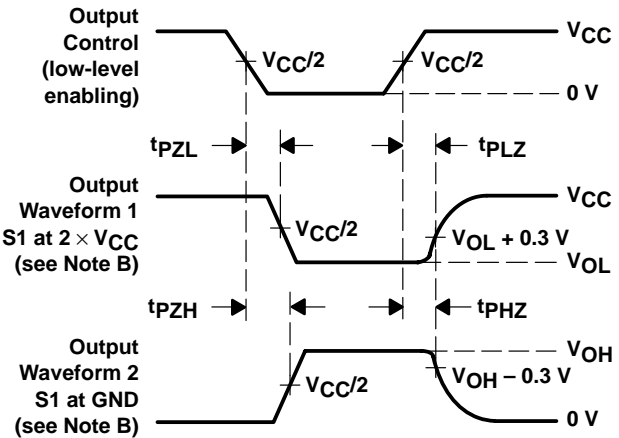 Output
Control
(low-level
enabling)
VCC/2
VCC/2
VCC
0 V
tPZL
tPLZ
Output
Waveform 1
S1 at 2 × VCC
(see Note B)
VCC/2
VCC
VOL + 0.3 V
VOL
tPZH
tPHZ
Output
Waveform 2
S1 at GND
(see Note B)
VCC/2
VOH
VOH – 0.3 V
0 V